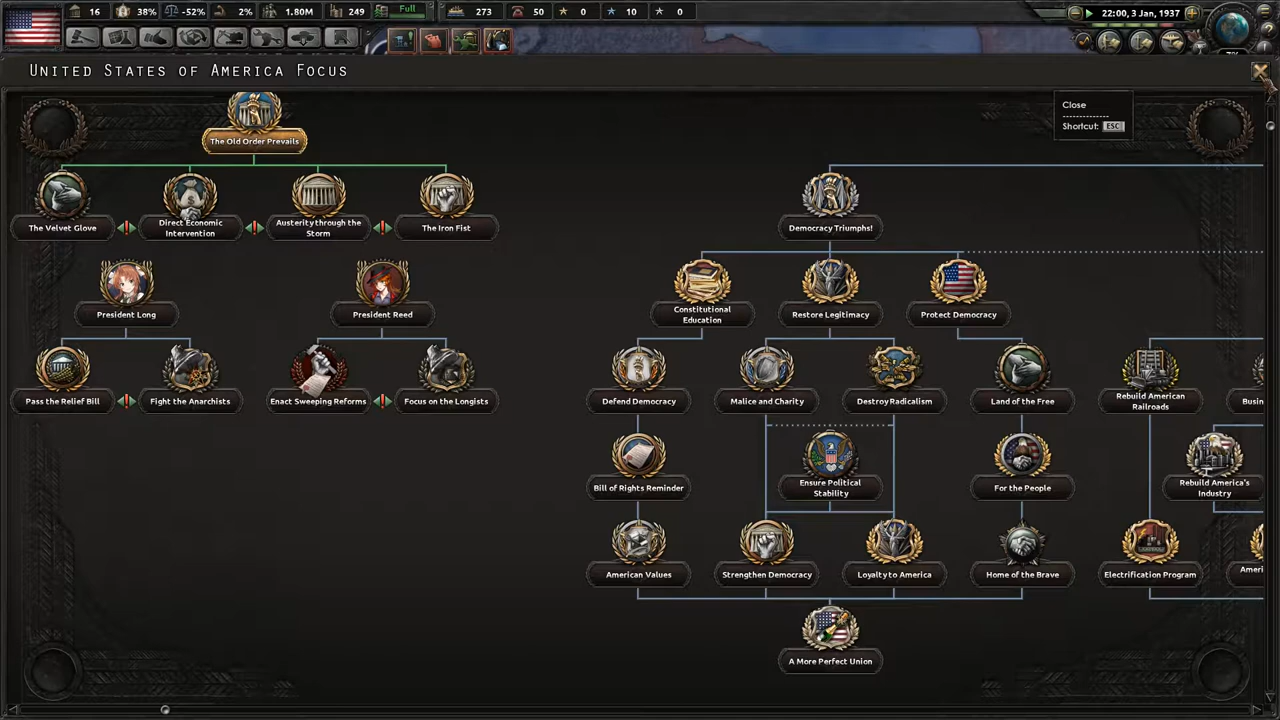 16
38%
-52%
2%
1.80M
249
Full
273
50
0
10
0
22:00, 3 Jan, 1937
United States of America Focus
Close
Shortcut: ESC
The Old Order Prevails
The Velvet Glove
Direct Economic
Intervention
Austerity through the
Storm
The Iron Fist
Democracy Triumphs!
President Long
President Reed
Constitutional
Education
Restore Legitimacy
Protect Democracy
Pass the Relief Bill
Fight the Anarchists
Enact Sweeping Reforms
Focus on the Longists
Defend Democracy
Malice and Charity
Destroy Radicalism
Land of the Free
Rebuild American
Railroads
Busin
Bill of Rights Reminder
Ensure Political
Stability
For the People
Rebuild America's
Industry
American Values
Strengthen Democracy
Loyalty to America
Home of the Brave
Electrification Program
Ameri
A More Perfect Union